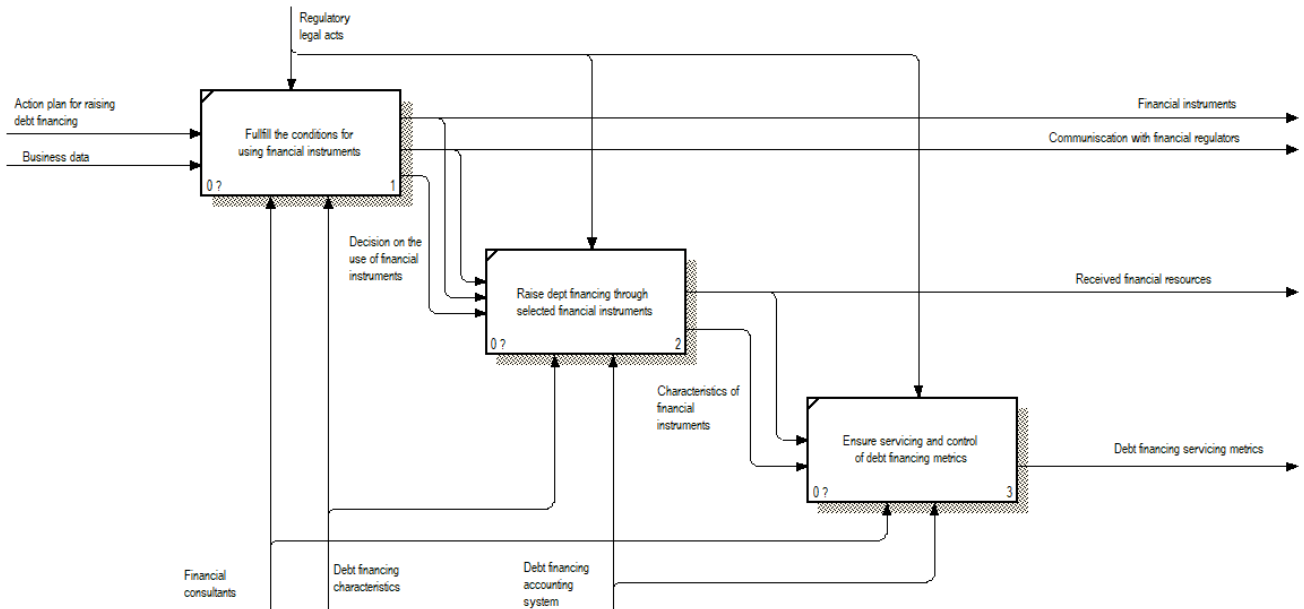 Regulatory
legal acts
Action plan for raising
debt financing
Business data
Fullfill the conditions for
using financial instruments
0 ?
1
Financial instruments
Communiscation with financial regulators
Decision on the
use of financial
instruments
Raise dept financing through
selected financial instruments
0 ?
2
Received financial resources
Characteristics of
financial
instruments
Ensure servicing and control
of debt financing metrics
0 ?
3
Debt financing servicing metrics
Financial
consultants
Debt financing
characteristics
Debt financing
accounting
system